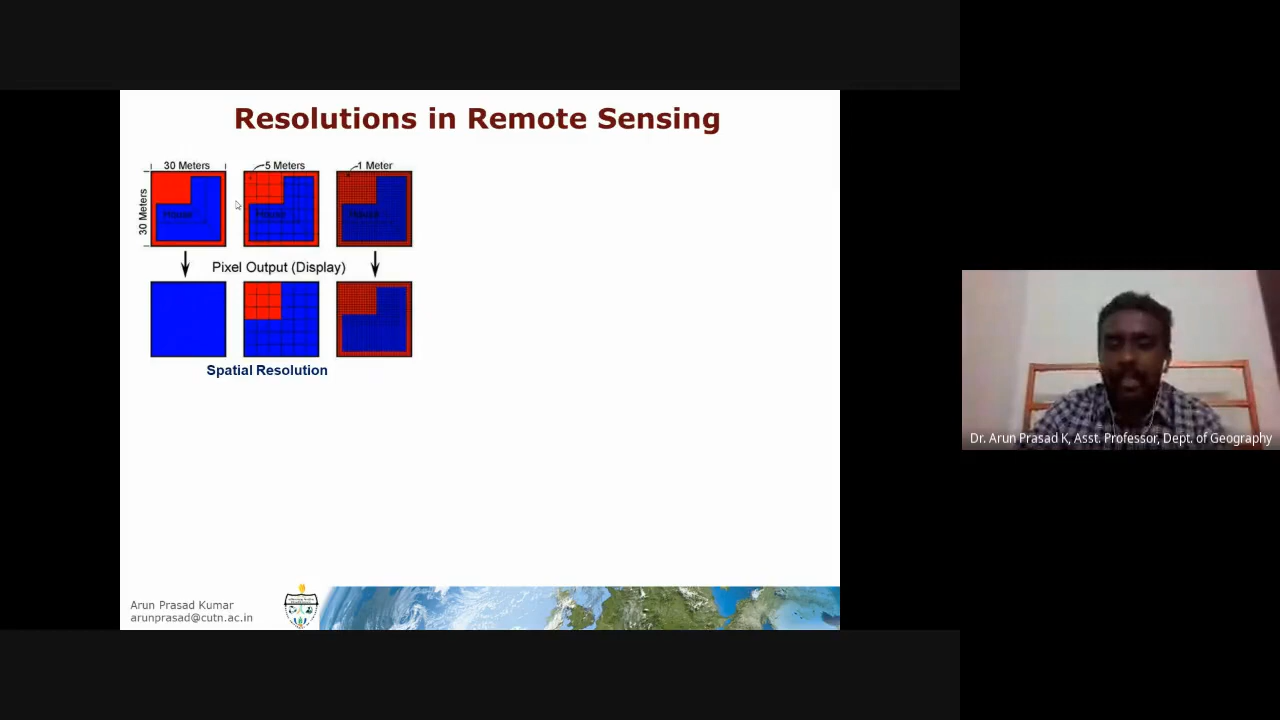 Resolutions in Remote Sensing
30 Meters
5 Meters
1 Meter
30 Meters
House
House
House
Pixel Output (Display)
Spatial Resolution
Arun Prasad Kumar
arunprasad@cutn.ac.in
Dr. Arun Prasad K, Asst. Professor, Dept. of Geography